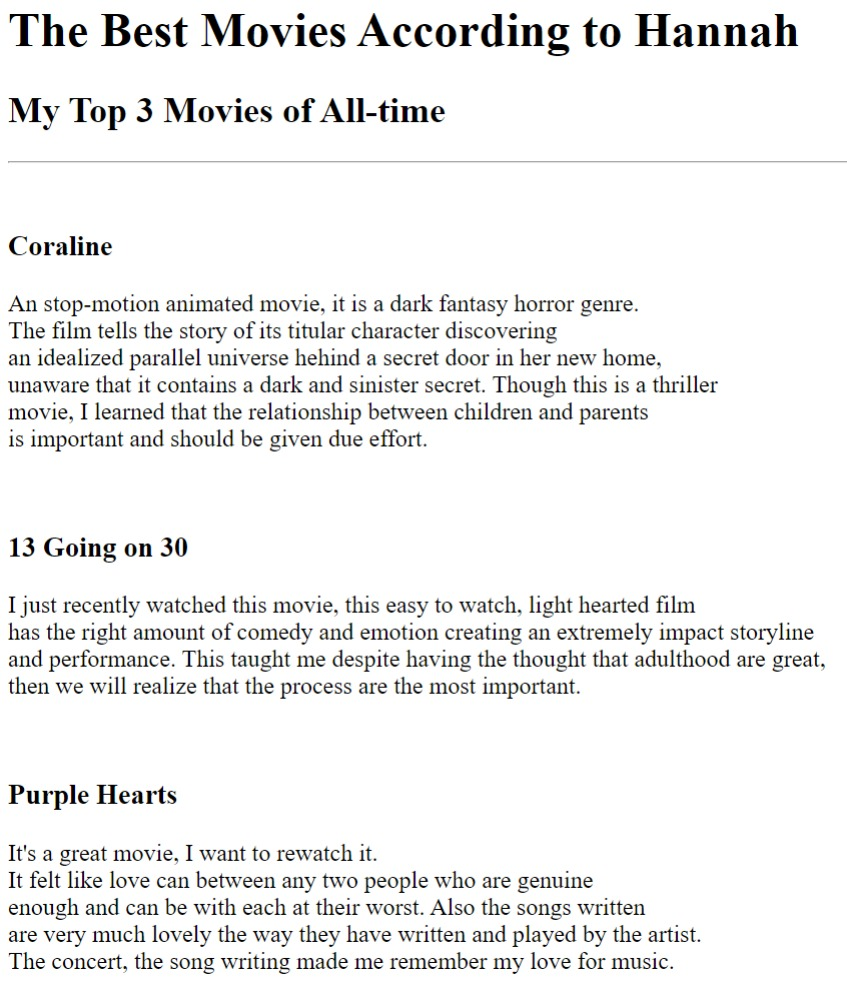 The Best Movies According to Hannah
My Top 3 Movies of All-time
Coraline
An stop-motion animated movie, it is a dark fantasy horror genre.
The film tells the story of its titular character discovering
an idealized parallel universe hehind a secret door in her new home,
unaware that it contains a dark and sinister secret. Though this is a thriller
movie, I learned that the relationship between children and parents
is important and should be given due effort.
13 Going on 30
I just recently watched this movie, this easy to watch, light hearted film
has the right amount of comedy and emotion creating an extremely impact storyline
and performance. This taught me despite having the thought that adulthood are great,
then we will realize that the process are the most important.
Purple Hearts
It's a great movie, I want to rewatch it.
It felt like love can between any two people who are genuine
enough and can be with each at their worst. Also the songs written
are very much lovely the way they have written and played by the artist.
The concert, the song writing made me remember my love for music.